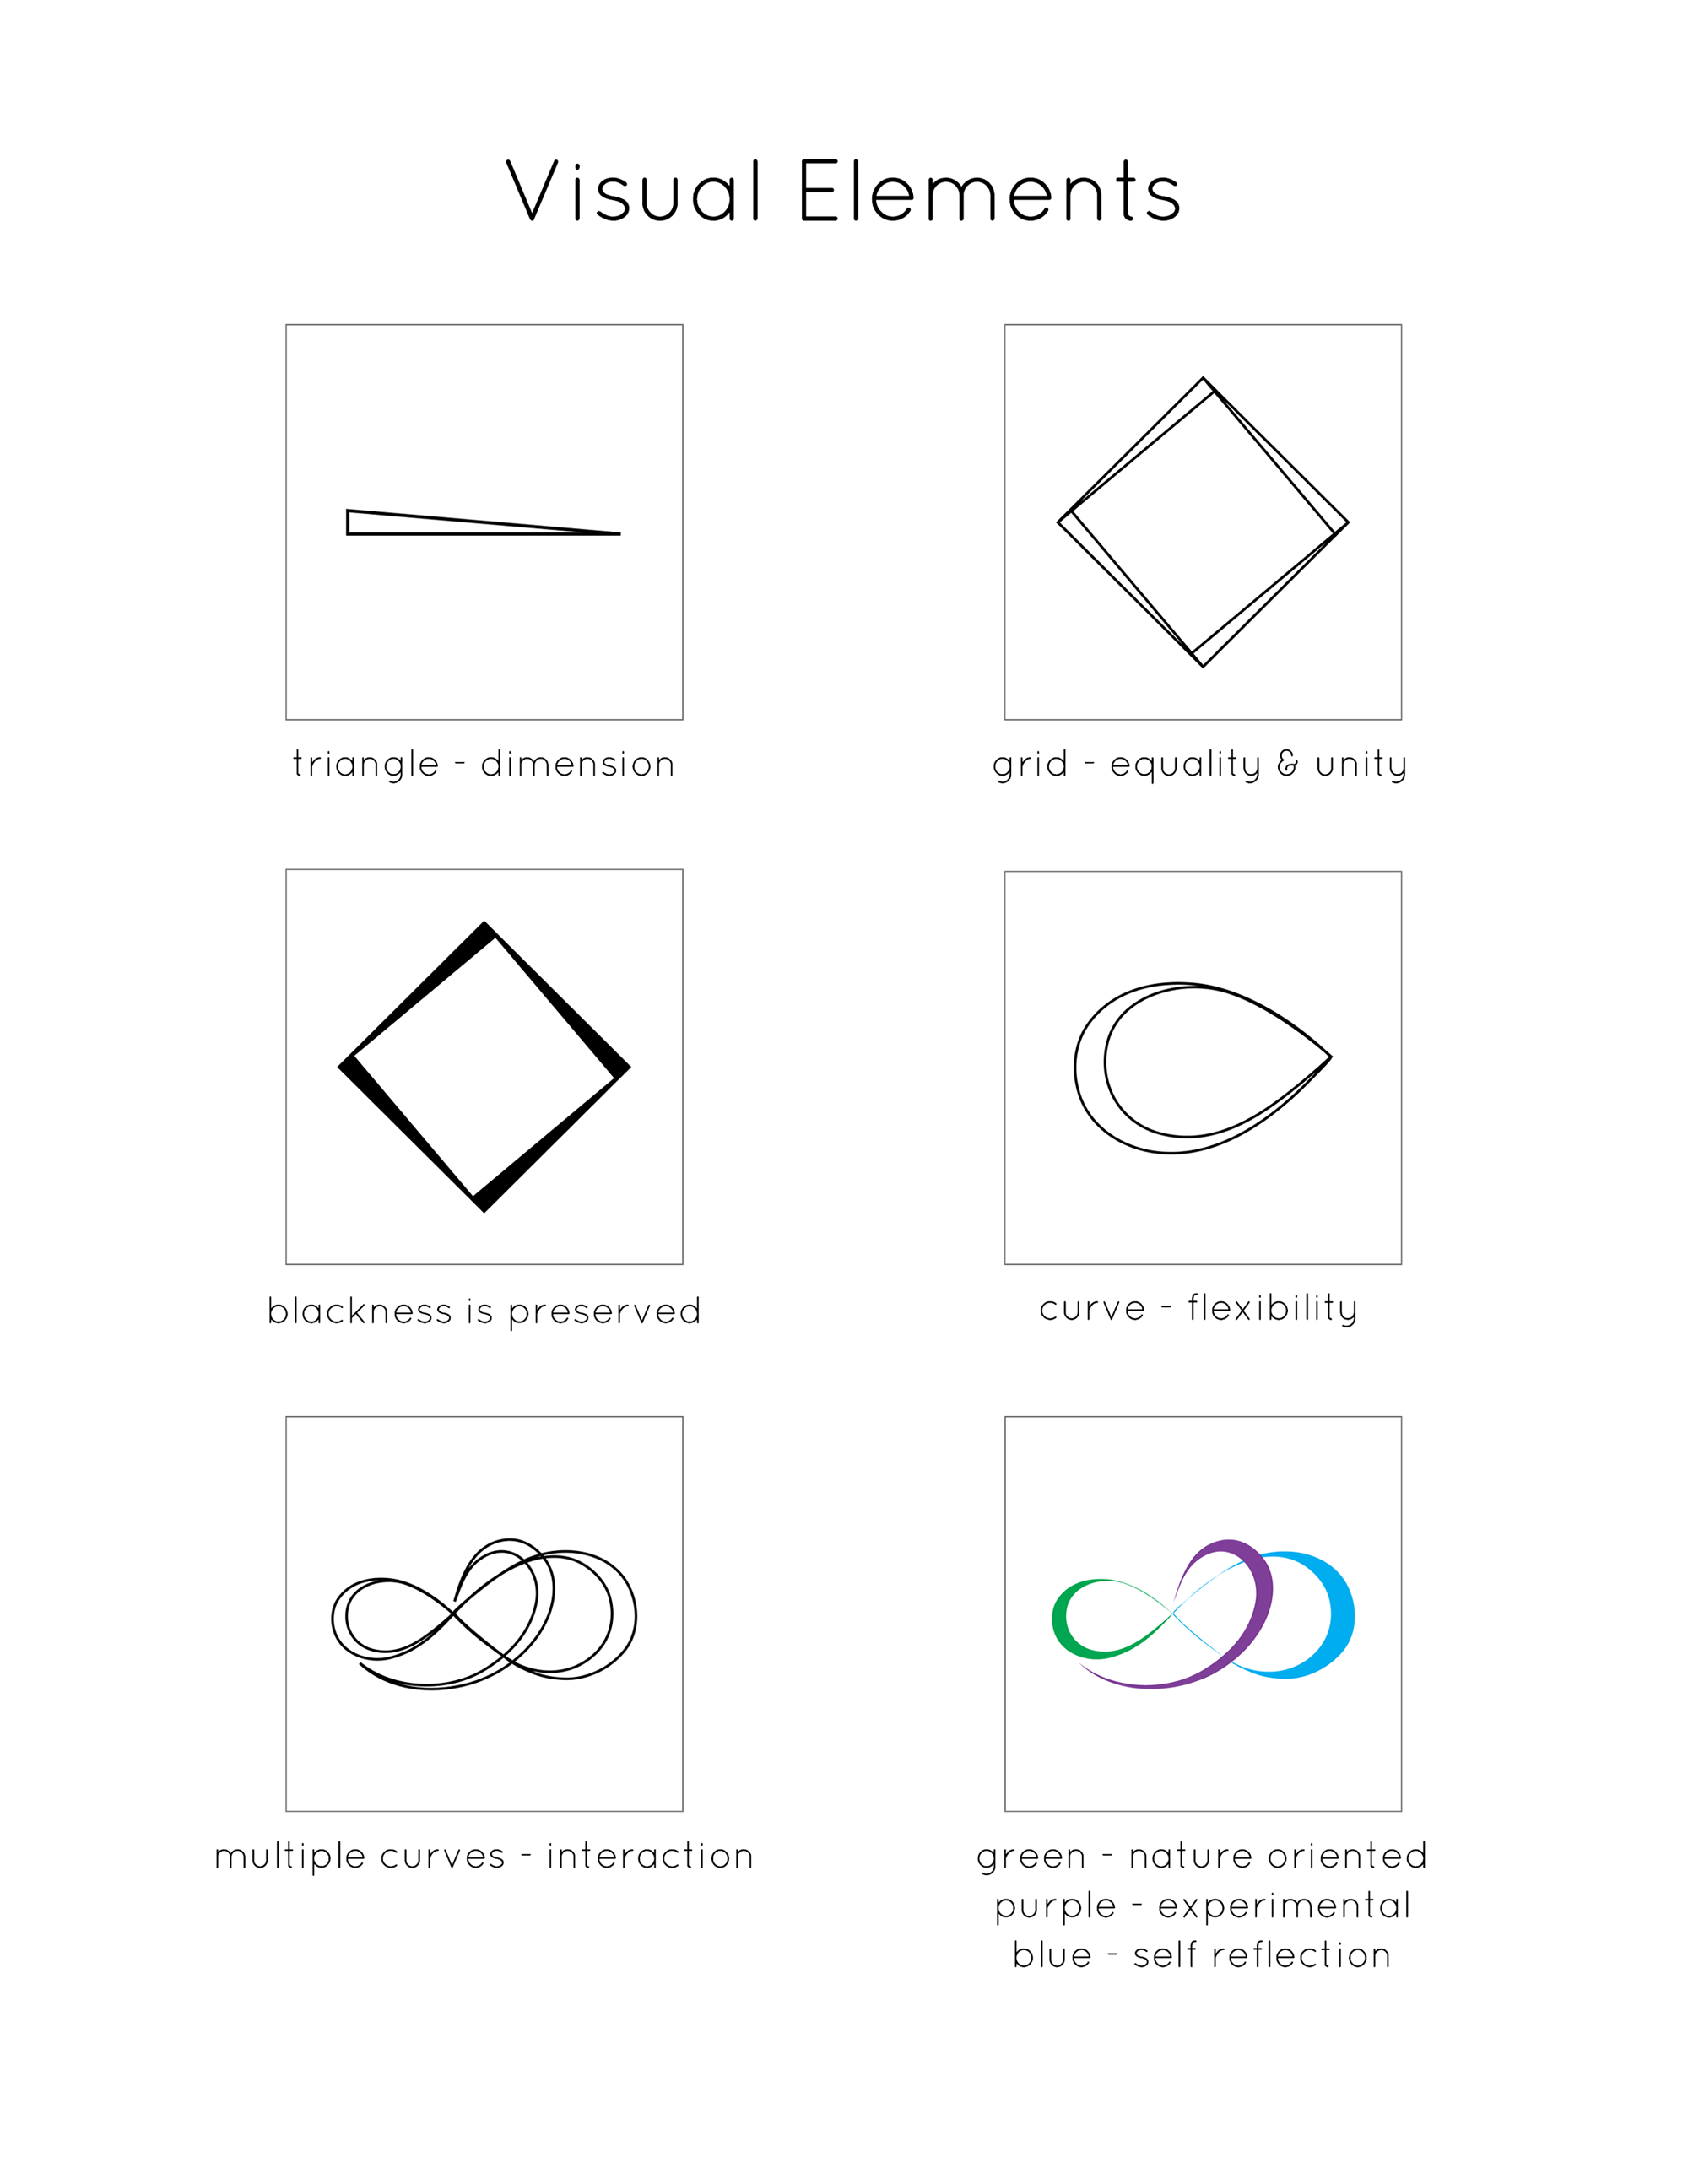 Visual Elements
triangle - dimension
grid - equality & unity
blackness is preserved
curve - flexibility
multiple curves - interaction
green - nature oriented
purple - experimental
blue - self reflection